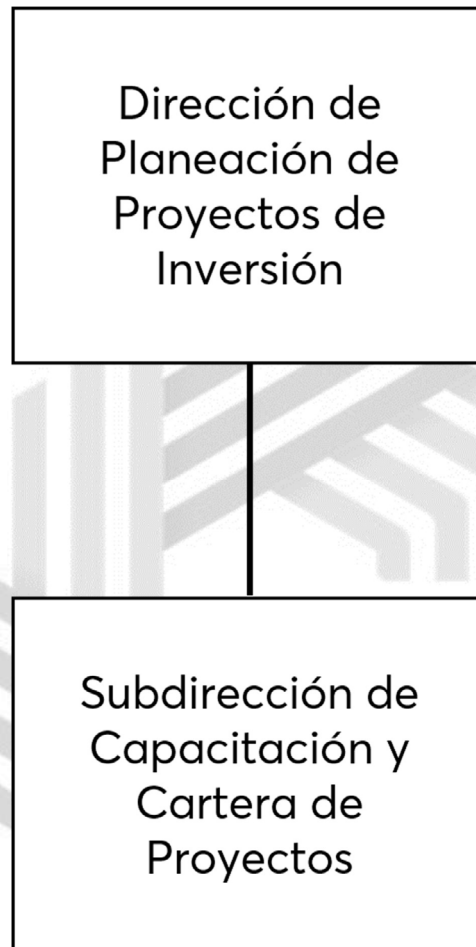 Dirección de
Planeación de
Proyectos de
Inversión
Subdirección de
Capacitación y
Cartera de
Proyectos